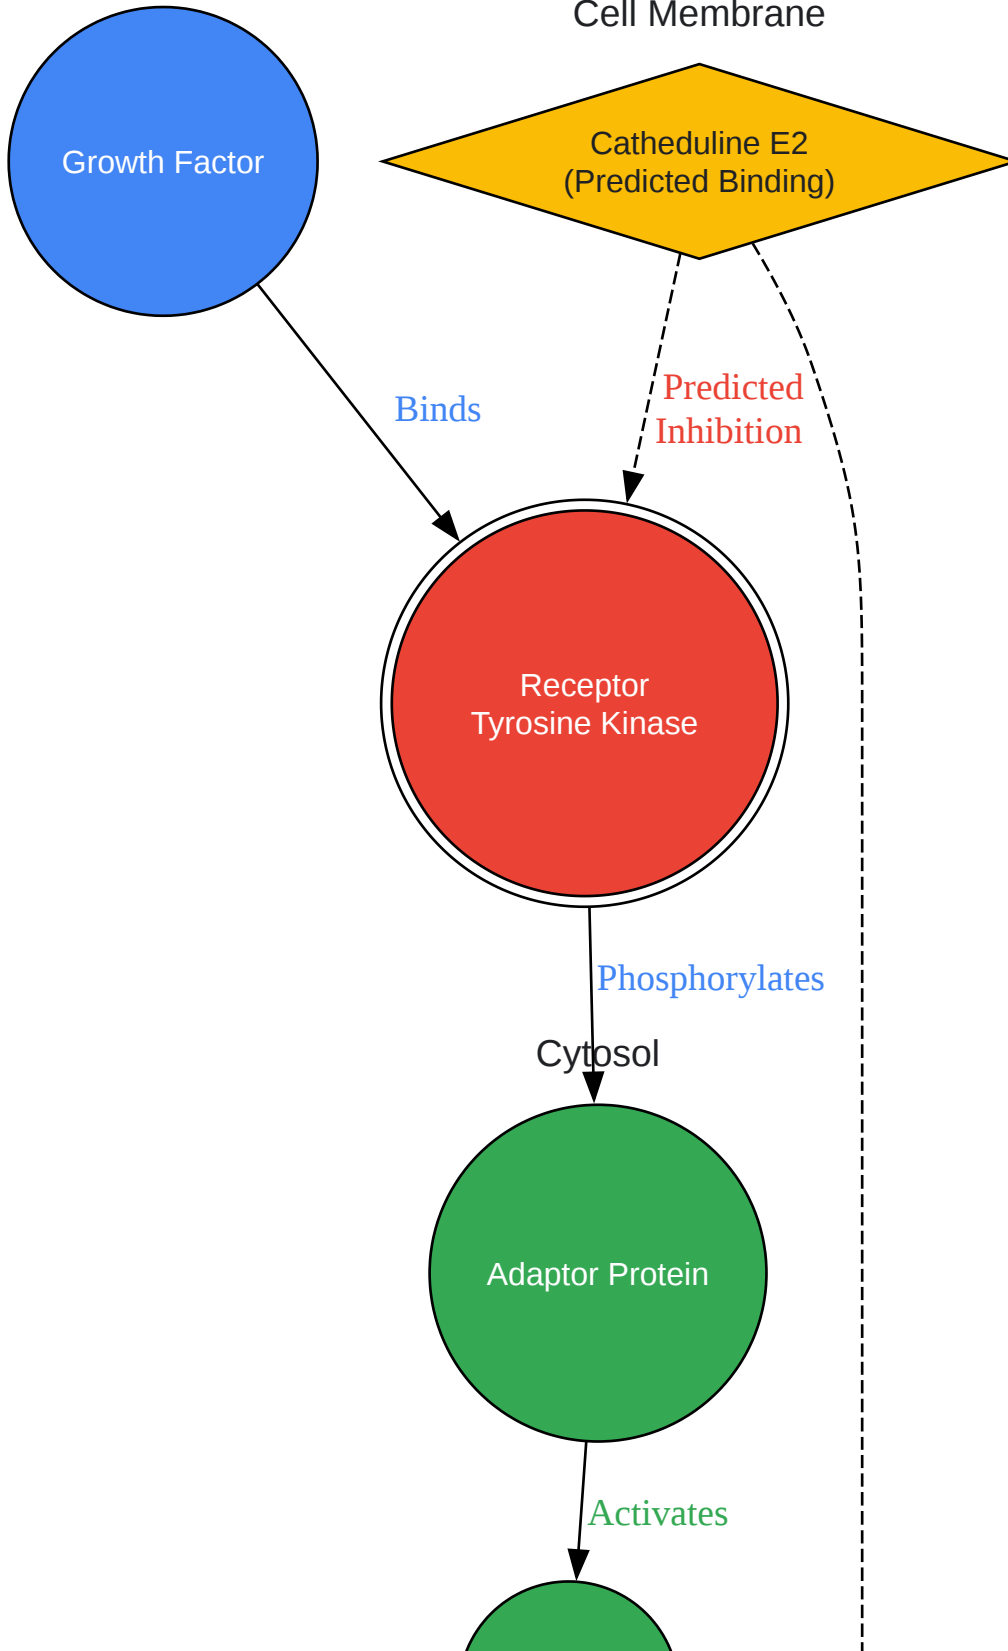 Cell Membrane
Growth Factor
Catheduline E2
(Predicted Binding)
Binds
Predicted
Inhibition
Receptor
Tyrosine Kinase
Phosphorylates
Cytosol
Adaptor Protein
Activates